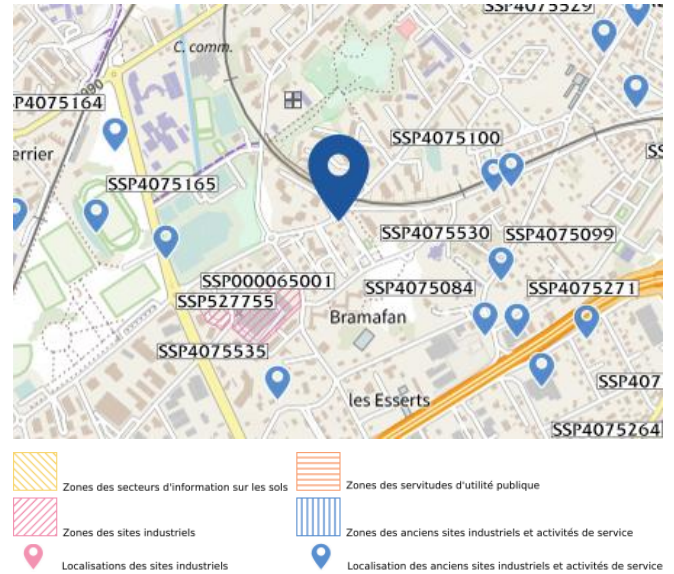 SSP4075529
C. comm.
990
SSP4075164
SSP4075100
errier
SSP4075165
SSP4075530
SSP4075099
SSP000065001
SSP4075084
SSP4075271
SSP527755
Bramafan
SSP4075535
les Esserts
SSP407
SSP4075264
Zones des secteurs d'information sur les sols
Zones des servitudes d'utilité publique
Zones des sites industriels
Zones des anciens sites industriels et activités de service
Localisations des sites industriels
Localisation des anciens sites industriels et activités de service